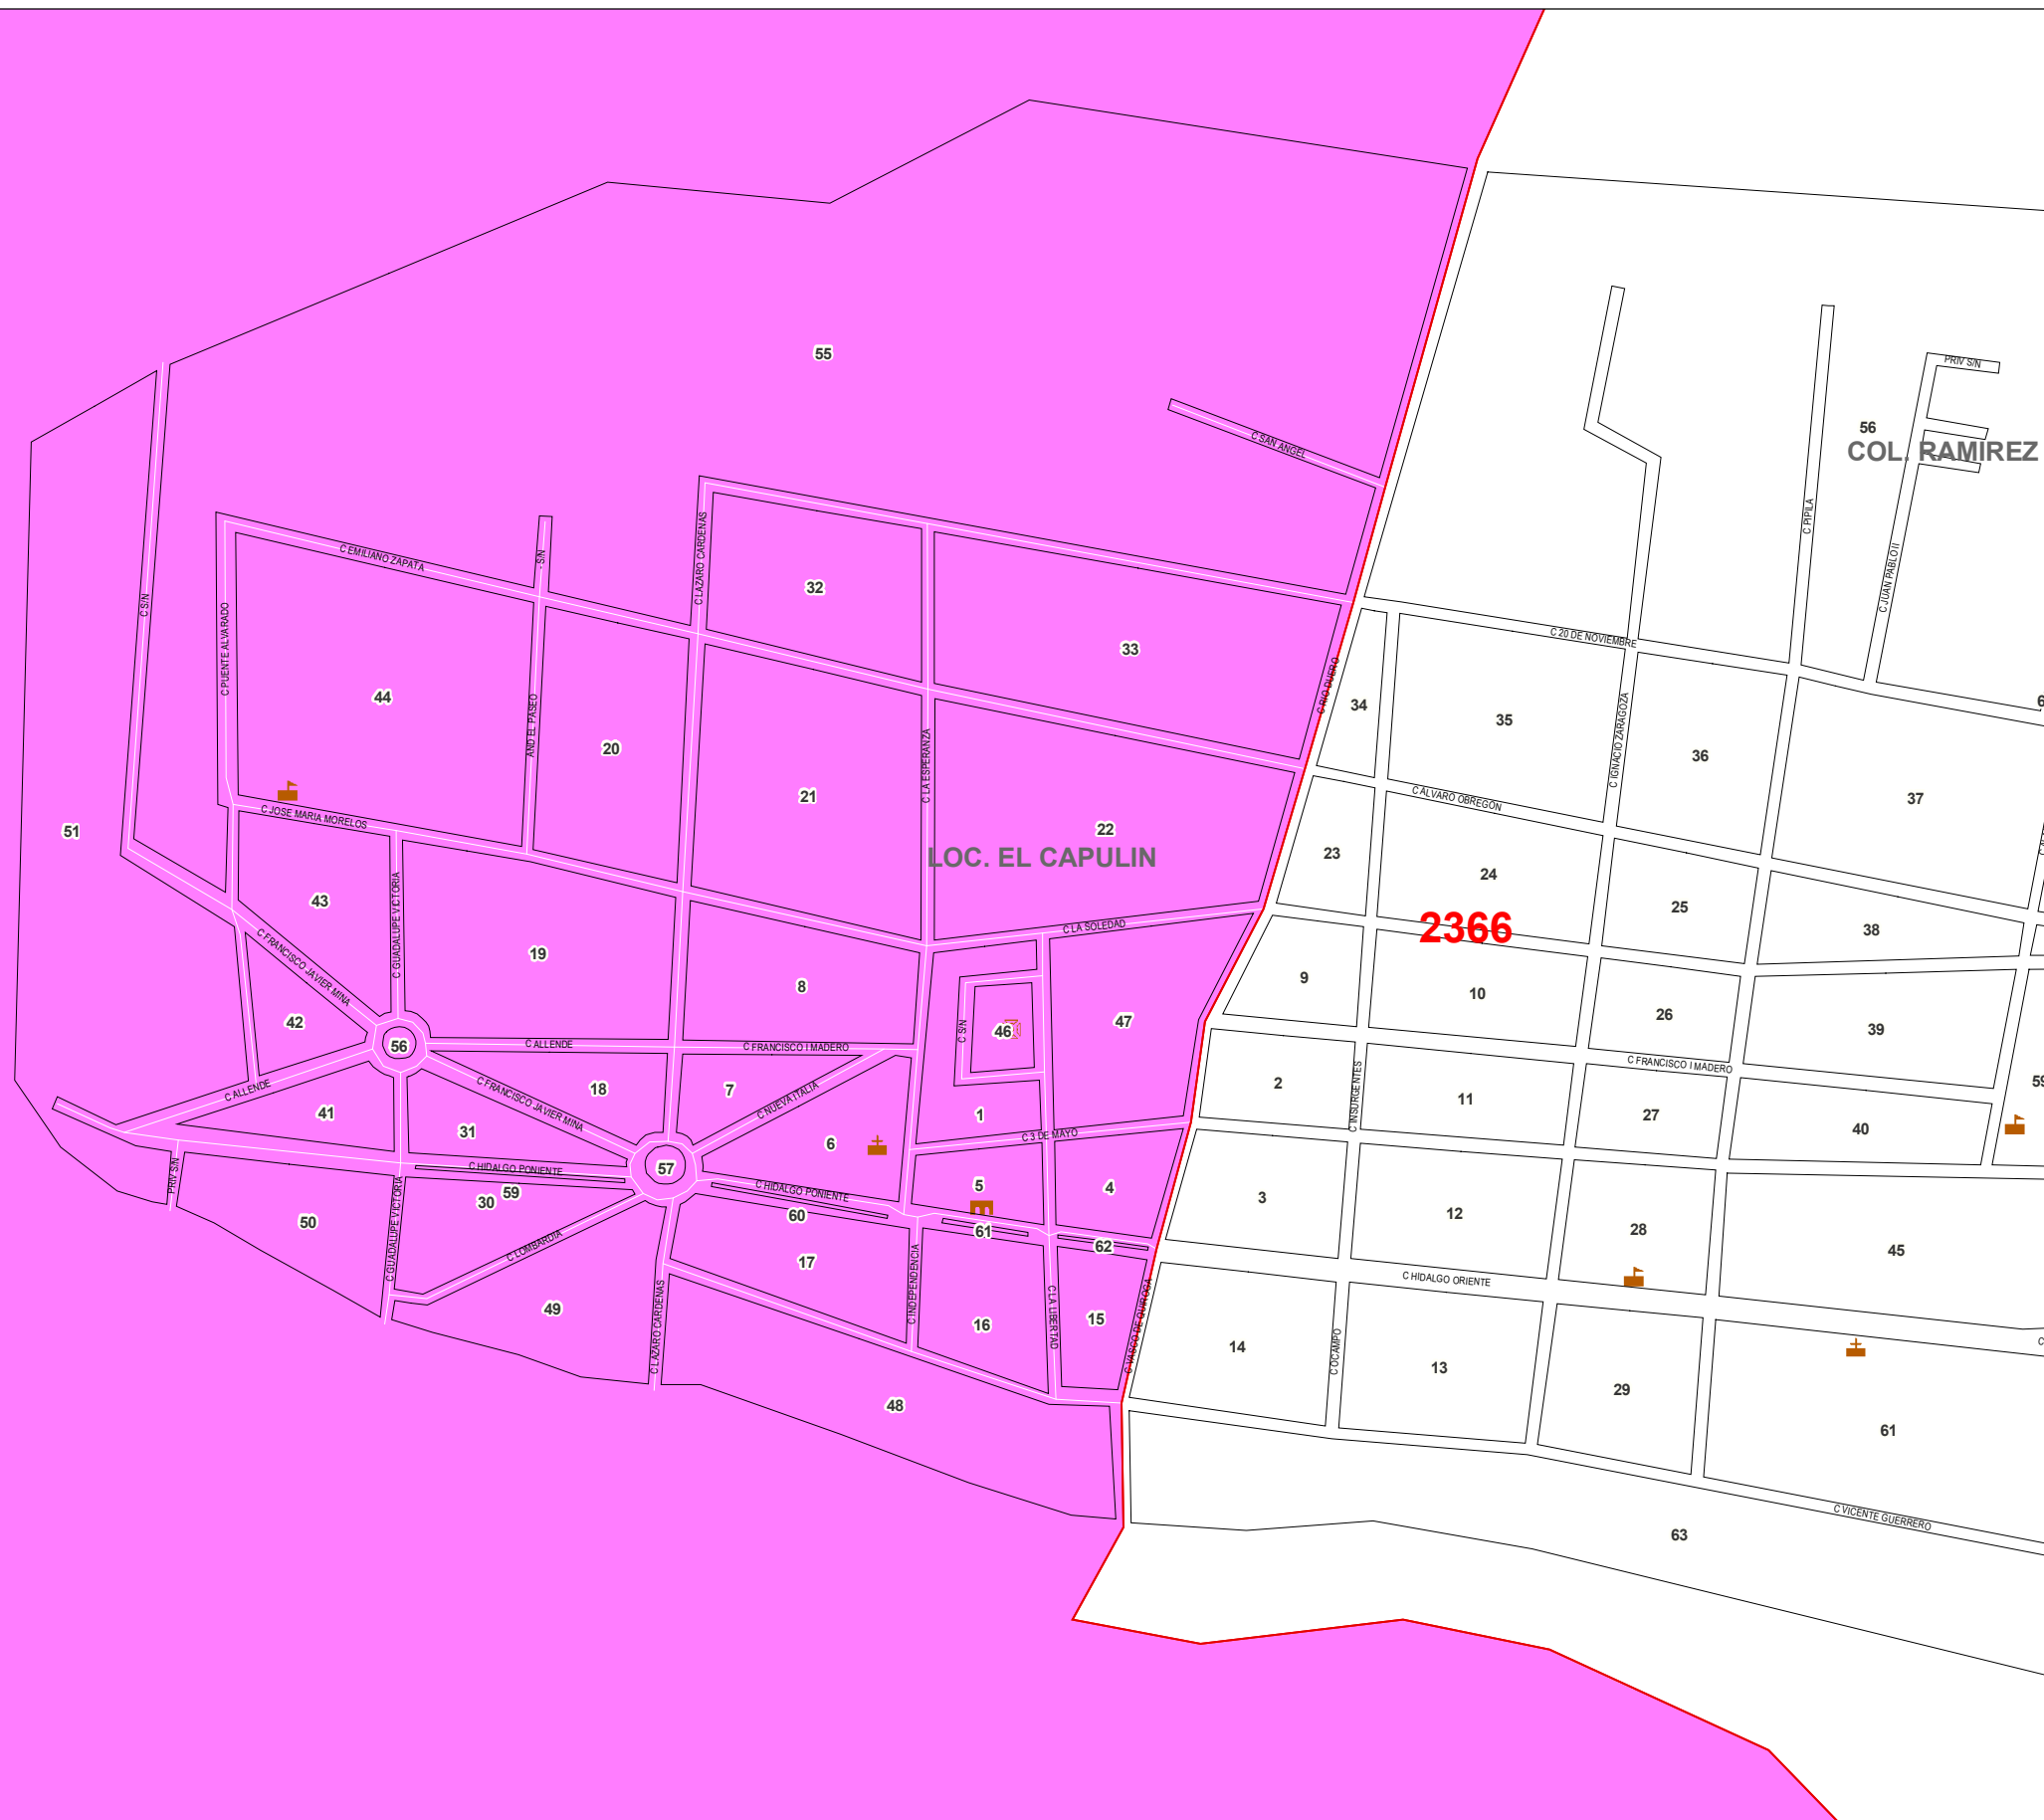 55
C SAN ANGEL
PRIV S/N
56
COL. RAMIREZ
C PIPILA
C JUAN PABLO II
C LAZARO CARDENAS
C EMILIANO ZAPATA
- S/N
32
C S/N
C PUENTE ALVARADO
33
C 20 DE NOVIEMBRE
44
AND EL PASEO
20
C RIO DUERO
34
35
C IGNACIO ZARAGOZA
36
21
C LA ESPERANZA
C ALVARO OBREGON
37
C JOSE MARIA MORELOS
51
22
LOC. EL CAPULIN
23
24
43
C GUADALUPE VICTORIA
25
2366
38
C LA SOLEDAD
C FRANCISCO JAVIER MINA
19
8
9
10
26
39
42
56
C S/N
46
47
C ALLENDE
C FRANCISCO I MADERO
C FRANCISCO I MADERO
C ALLENDE
C FRANCISCO JAVIER MINA
18
7
C NUEVA ITALIA
2
C INSURGENTES
11
27
40
59
41
31
1
6
C 3 DE MAYO
57
C HIDALGO PONIENTE
PRIV S/N
59
30
C HIDALGO PONIENTE
5
4
3
12
28
45
50
C GUADALUPE VICTORIA
60
61
62
C LOMBARDIA
17
C INDEPENDENCIA
C HIDALGO ORIENTE
49
C LAZARO CARDENAS
16
C LA LIBERTAD
15
C VASCO DE QUIROGA
14
C OCAMPO
13
29
48
61
C VICENTE GUERRERO
63